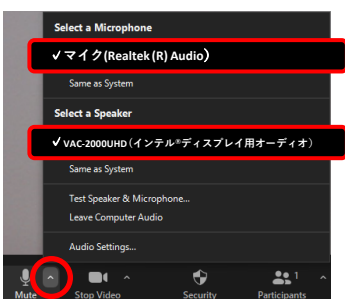 Select a Microphone
✓マイク(Realtek(R) Audio)
Same as System
Select a Speaker
✓VAC-2000UHD(インテル®ディスプレイ用オーディオ)
Same as System
Test Speaker & Microphone...
Leave Computer Audio
Audio Settings...
1
Mute Stop Video Security Participants